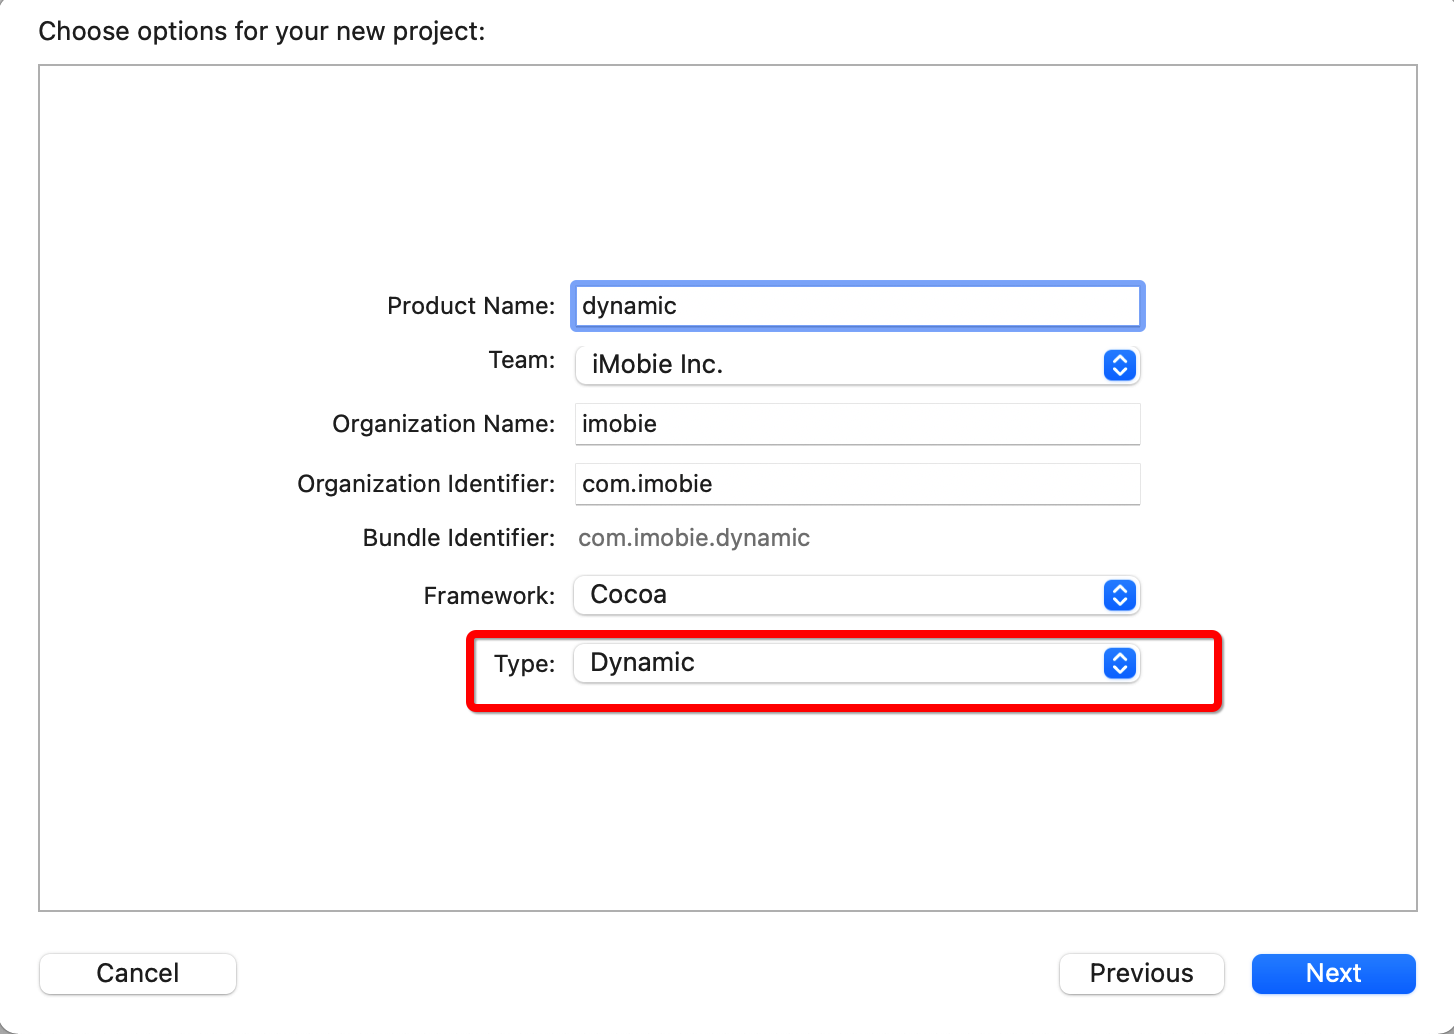 Choose options for your new project:
Product Name: dynamic
Team: iMobie Inc.
Organization Name: imobie
Organization Identifier: com.imobie
Bundle Identifier: com.imobie.dynamic
Framework: Cocoa
Type: Dynamic
Cancel Previous Next